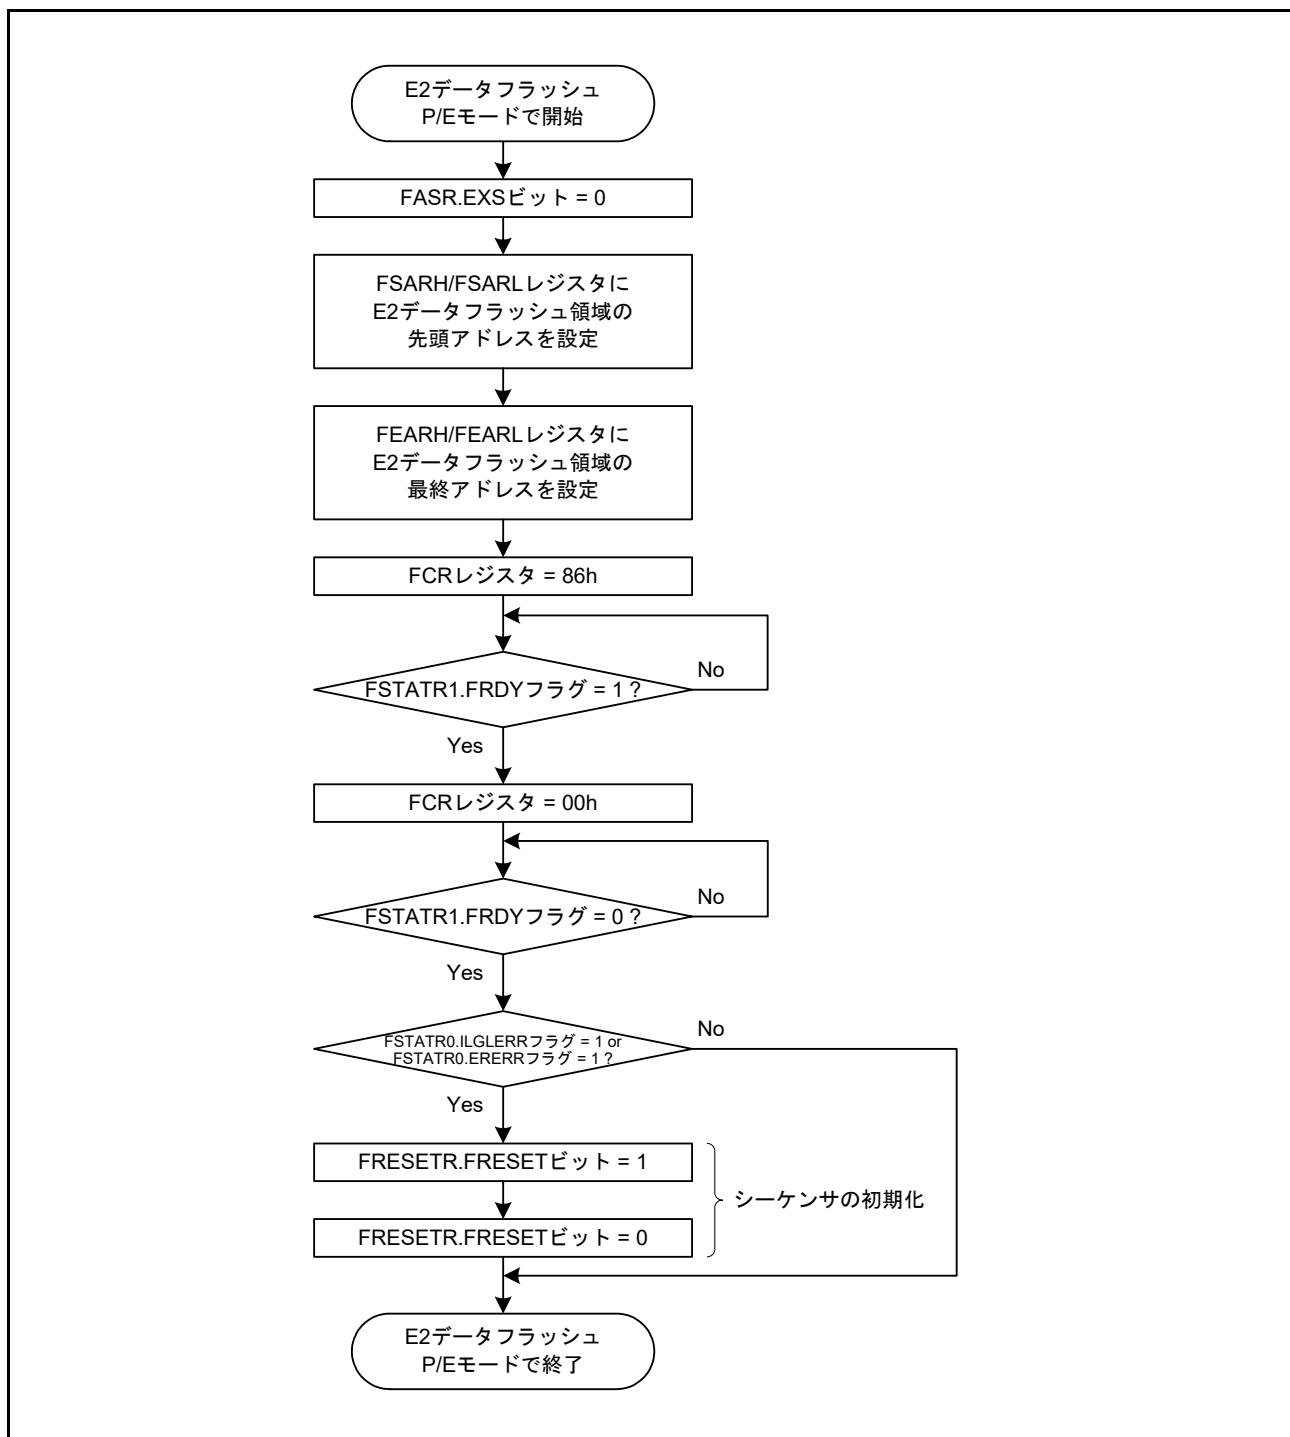 E2データフラッシュ
P/Eモードで開始
FASR.EXSビット = 0
FSARH/FSARLレジスタに
E2データフラッシュ領域の
先頭アドレスを設定
FEARH/FEARLレジスタに
E2データフラッシュ領域の
最終アドレスを設定
FCRレジスタ = 86h
No
FSTATR1.FRDYフラグ = 1 ?
Yes
FCRレジスタ = 00h
No
FSTATR1.FRDYフラグ = 0 ?
Yes
No
FSTATR0.ILGLERRフラグ = 1 or
FSTATR0.ERERRフラグ = 1 ?
Yes
FRESETR.FRESETビット = 1
シーケンサの初期化
FRESETR.FRESETビット = 0
E2データフラッシュ
P/Eモードで終了